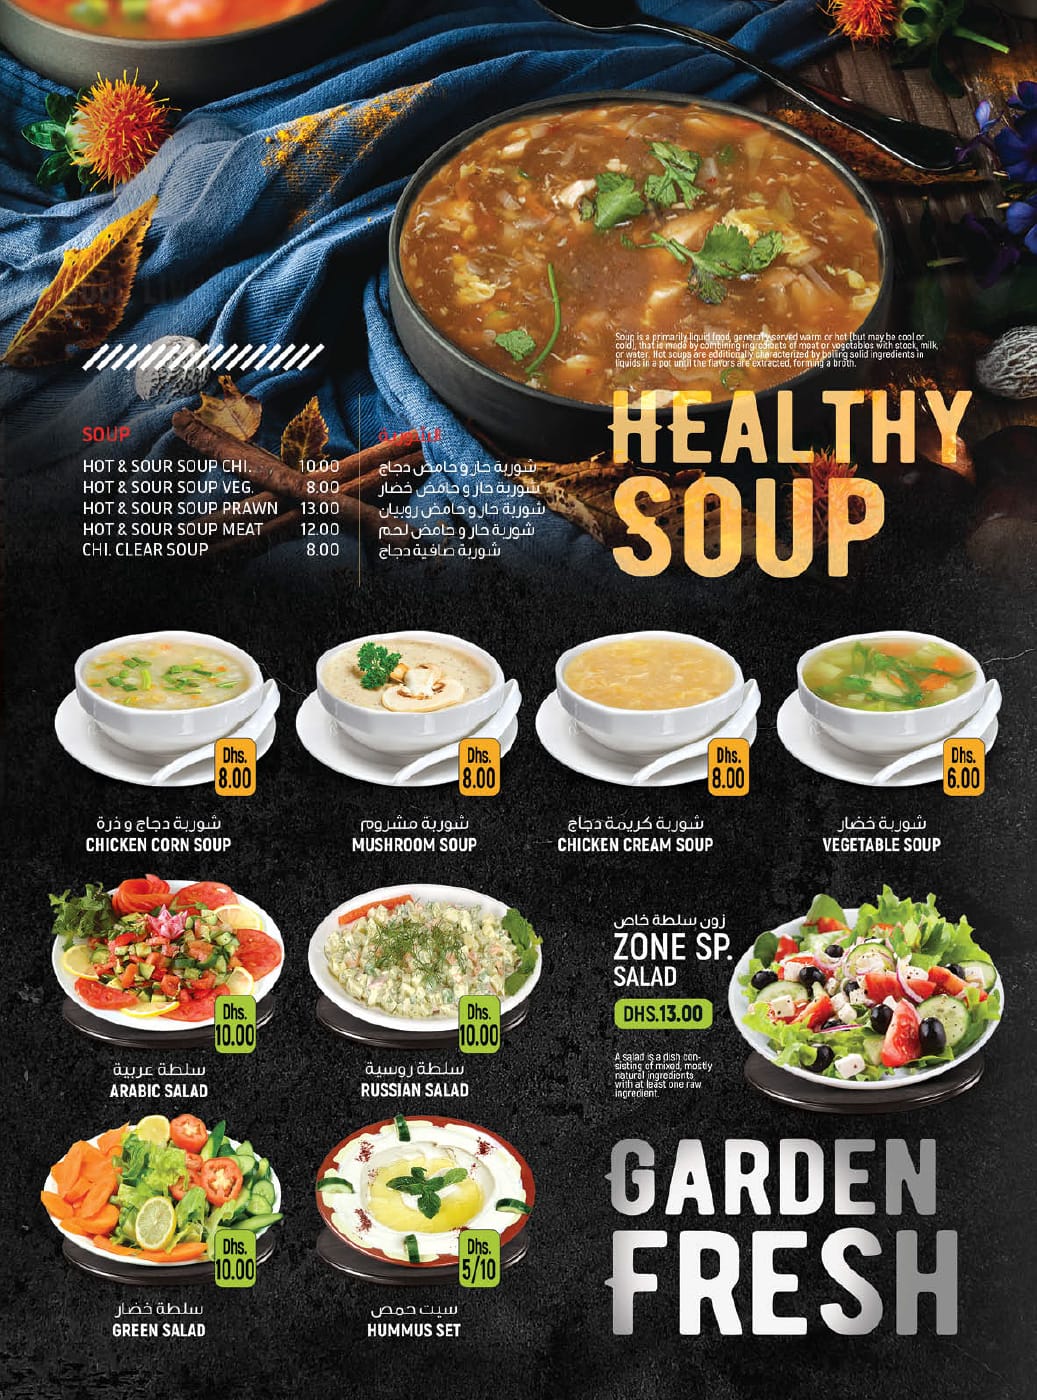 Soup is a primarily liquid food, generally served warm or hot (but may be cool or
cold), that is made by combining ingredients of meat or vegetables with stock, milk,
or water. Hot soups are additionally characterized by boiling solid ingredients in
liquids in a pot until the flavors are extracted, forming a broth.
HEALTHY
SOUP
SOUP
HOT & SOUR SOUP CHI. 10.00
HOT & SOUR SOUP VEG. 8.00
HOT & SOUR SOUP PRAWN 13.00
HOT & SOUR SOUP MEAT 12.00
CHI. CLEAR SOUP 8.00
الشوربة
شوربة حار و حامض دجاج
شوربة حار و حامض خضار
شوربة حار و حامض روبيان
شوربة حار و حامض لحم
شوربة صافية دجاج
Dhs.
8.00
شوربة دجاج و ذرة
CHICKEN CORN SOUP
Dhs.
8.00
شوربة مشروم
MUSHROOM SOUP
Dhs.
8.00
شوربة كريمة دجاج
CHICKEN CREAM SOUP
Dhs.
6.00
شوربة خضار
VEGETABLE SOUP
Dhs.
10.00
سلطة عربية
ARABIC SALAD
Dhs.
10.00
سلطة روسية
RUSSIAN SALAD
زون سلطة خاص
ZONE SP.
SALAD
DHS.13.00
A salad is a dish con-
sisting of mixed, mostly
natural ingredients
with at least one raw
ingredient.
Dhs.
10.00
سلطة خضار
GREEN SALAD
Dhs.
5/10
سيت حمص
HUMMUS SET
GARDEN
FRESH